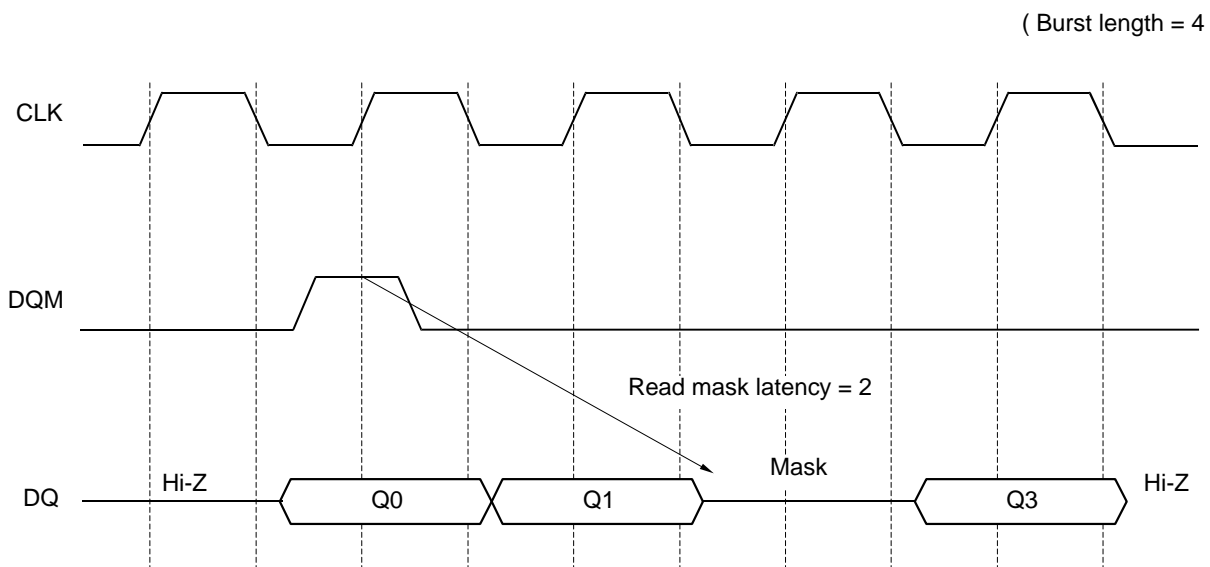 ( Burst length = 4
CLK
DQM
Read mask latency = 2
Mask
Hi-Z
Hi-Z
DQ
Q0
Q1
Q3